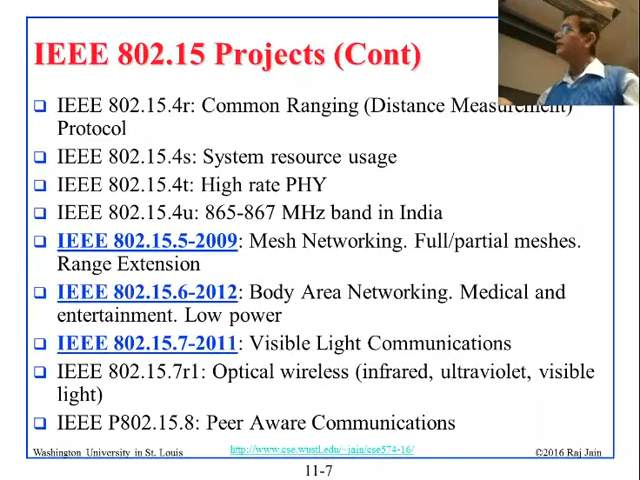 IEEE 802.15 Projects (Cont)
IEEE 802.15.4r: Common Ranging (Distance Measurement)
Protocol
IEEE 802.15.4s: System resource usage
IEEE 802.15.4t: High rate PHY
IEEE 802.15.4u: 865-867 MHz band in India
IEEE 802.15.5-2009: Mesh Networking. Full/partial meshes.
Range Extension
IEEE 802.15.6-2012: Body Area Networking. Medical and
entertainment. Low power
IEEE 802.15.7-2011: Visible Light Communications
IEEE 802.15.7r1: Optical wireless (infrared, ultraviolet, visible
light)
IEEE P802.15.8: Peer Aware Communications
Washington University in St. Louis
http://www.cse.wustl.edu/~jain/cse574-16/
©2016 Raj Jain
11-7